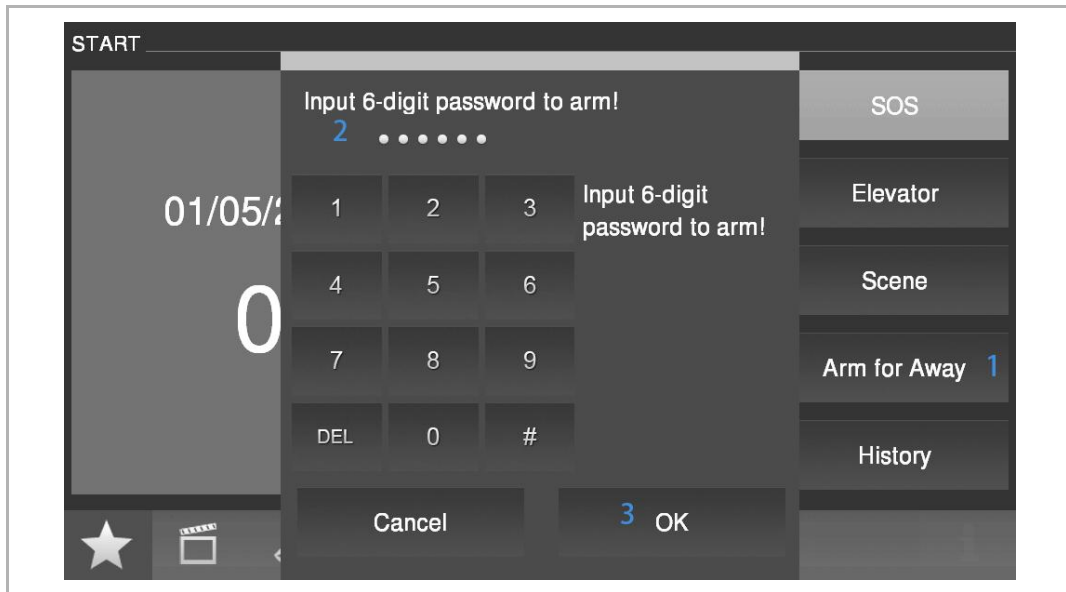 START
Input 6-digit password to arm!
2 ••••••
Input 6-digit
password to arm!
1 2 3
4 5 6
7 8 9
DEL 0 #
Cancel
3 OK
01/05/2
0
SOS
Elevator
Scene
Arm for Away 1
History